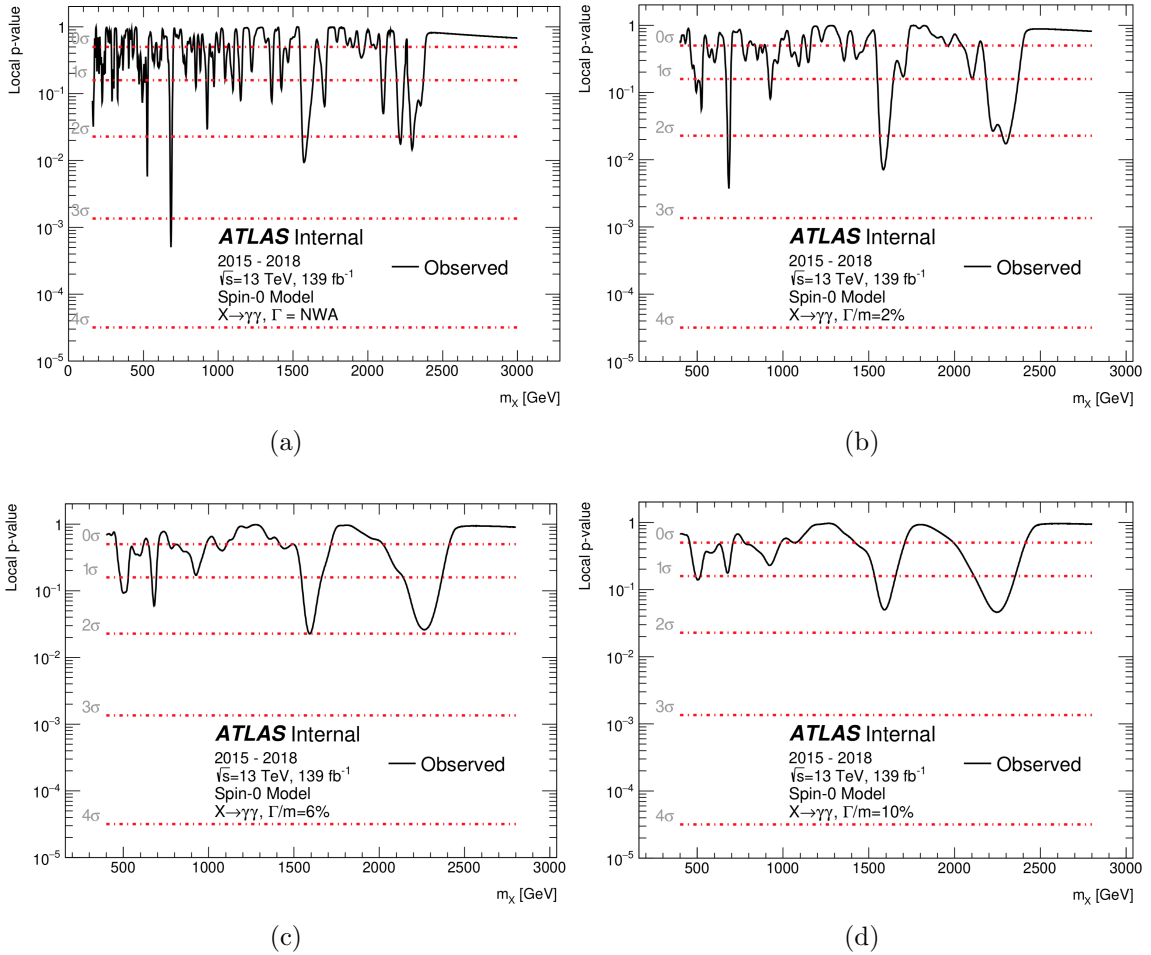 Local p-value
1
10⁻¹
10⁻²
10⁻³
10⁻⁴
10⁻⁵
0σ
1σ
2σ
3σ
4σ
ATLAS Internal
2015 - 2018
√s=13 TeV, 139 fb⁻¹
Spin-0 Model
X→γγ, Γ = NWA
Observed
0 500 1000 1500 2000 2500 3000
m_X [GeV]
(a)
Local p-value
1
10⁻¹
10⁻²
10⁻³
10⁻⁴
10⁻⁵
0σ
1σ
2σ
3σ
4σ
ATLAS Internal
2015 - 2018
√s=13 TeV, 139 fb⁻¹
Spin-0 Model
X→γγ, Γ/m=2%
Observed
500 1000 1500 2000 2500 3000
m_X [GeV]
(b)
Local p-value
1
10⁻¹
10⁻²
10⁻³
10⁻⁴
10⁻⁵
0σ
1σ
2σ
3σ
4σ
ATLAS Internal
2015 - 2018
√s=13 TeV, 139 fb⁻¹
Spin-0 Model
X→γγ, Γ/m=6%
Observed
500 1000 1500 2000 2500 3000
m_X [GeV]
(c)
Local p-value
1
10⁻¹
10⁻²
10⁻³
10⁻⁴
10⁻⁵
0σ
1σ
2σ
3σ
4σ
ATLAS Internal
2015 - 2018
√s=13 TeV, 139 fb⁻¹
Spin-0 Model
X→γγ, Γ/m=10%
Observed
500 1000 1500 2000 2500 3000
m_X [GeV]
(d)